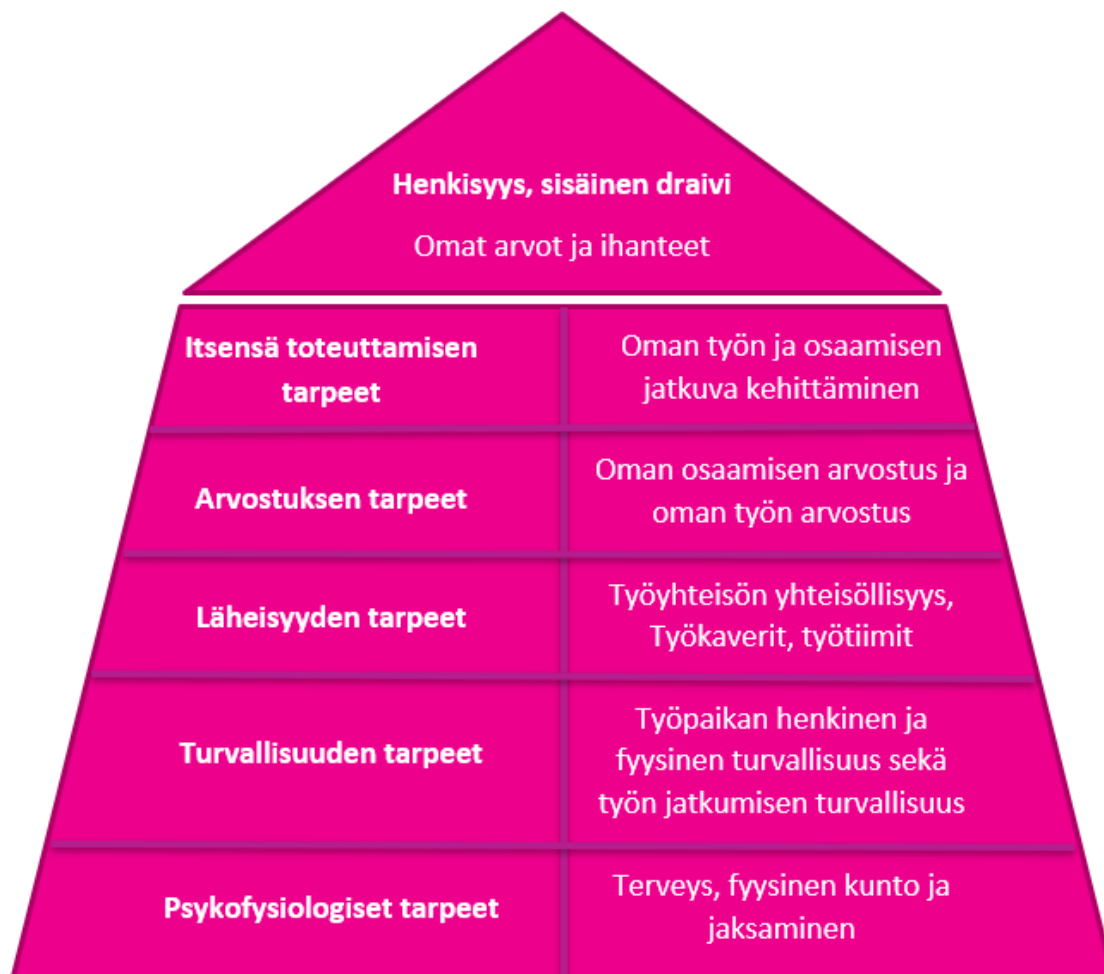 Henkisyys, sisäinen draivi
Omat arvot ja ihanteet
Itsensä toteuttamisen
tarpeet
Oman työn ja osaamisen
jatkuva kehittäminen
Arvostuksen tarpeet
Oman osaamisen arvostus ja
oman työn arvostus
Läheisyyden tarpeet
Työyhteisön yhteisöllisyys,
Työkaverit, työtiimit
Turvallisuuden tarpeet
Työpaikan henkinen ja
fyysinen turvallisuus sekä
työn jatkumisen turvallisuus
Psykofysiologiset tarpeet
Terveys, fyysinen kunto ja
jaksaminen